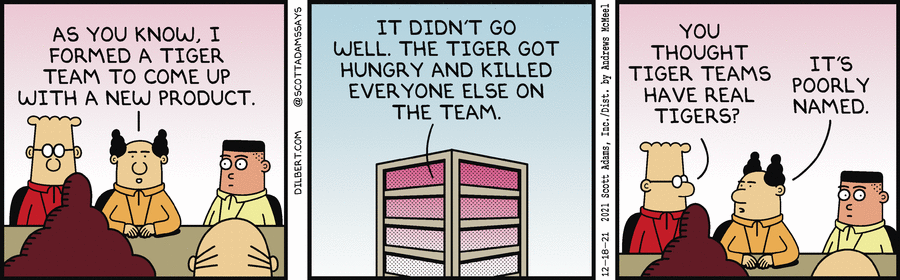 AS YOU KNOW, I
FORMED A TIGER
TEAM TO COME UP
WITH A NEW PRODUCT.
DILBERT.COM @SCOTTADAMSSAYS
IT DIDN'T GO
WELL. THE TIGER GOT
HUNGRY AND KILLED
EVERYONE ELSE ON
THE TEAM.
12-18-21 2021 Scott Adams, Inc./Dist. by Andrews McMeel
YOU
THOUGHT
TIGER TEAMS
HAVE REAL
TIGERS?
IT'S
POORLY
NAMED.